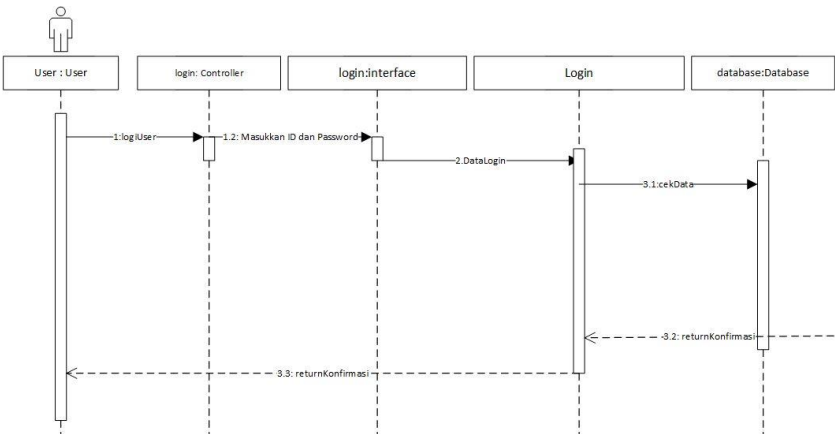 User : User
login: Controller
login:interface
Login
database:Database
1:logiUser
1.2: Masukkan ID dan Password
2.DataLogin
3.1:cekData
3.2: returnKonfirmasi
3.3: returnKonfirmasi